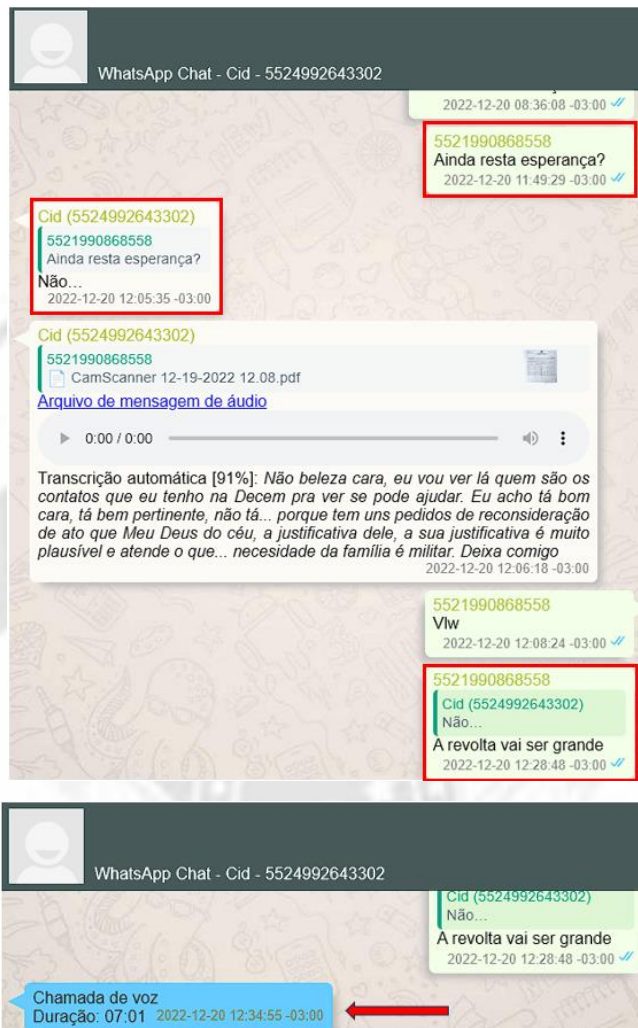 WhatsApp Chat - Cid - 5524992643302
2022-12-20 08:36:08 -03:00
5521990868558
Ainda resta esperança?
2022-12-20 11:49:29 -03:00
Cid (5524992643302)
5521990868558
Ainda resta esperança?
Não...
2022-12-20 12:05:35 -03:00
Cid (5524992643302)
5521990868558
CamScanner 12-19-2022 12.08.pdf
Arquivo de mensagem de áudio
0:00 / 0:00
Transcrição automática [91%]: Não beleza cara, eu vou ver lá quem são os
contatos que eu tenho na Decem pra ver se pode ajudar. Eu acho tá bom
cara, tá bem pertinente, não tá... porque tem uns pedidos de reconsideração
de ato que Meu Deus do céu, a justificativa dele, a sua justificativa é muito
plausível e atende o que... necessidade da família é militar. Deixa comigo
2022-12-20 12:06:18 -03:00
5521990868558
Vlw
2022-12-20 12:08:24 -03:00
5521990868558
Cid (5524992643302)
Não...
A revolta vai ser grande
2022-12-20 12:28:48 -03:00
WhatsApp Chat - Cid - 5524992643302
Cid (5524992643302)
Não...
A revolta vai ser grande
2022-12-20 12:28:48 -03:00
Chamada de voz
Duração: 07:01 2022-12-20 12:34:55 -03:00